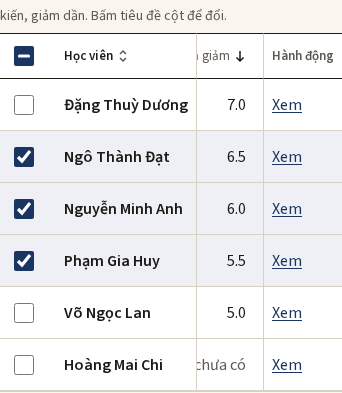 kiến, giảm dần. Bấm tiêu đề cột để đổi.
Học viên giảm Hành động
Đặng Thuỳ Dương 7.0 Xem
Ngô Thành Đạt 6.5 Xem
Nguyễn Minh Anh 6.0 Xem
Phạm Gia Huy 5.5 Xem
Võ Ngọc Lan 5.0 Xem
Hoàng Mai Chi chưa có Xem